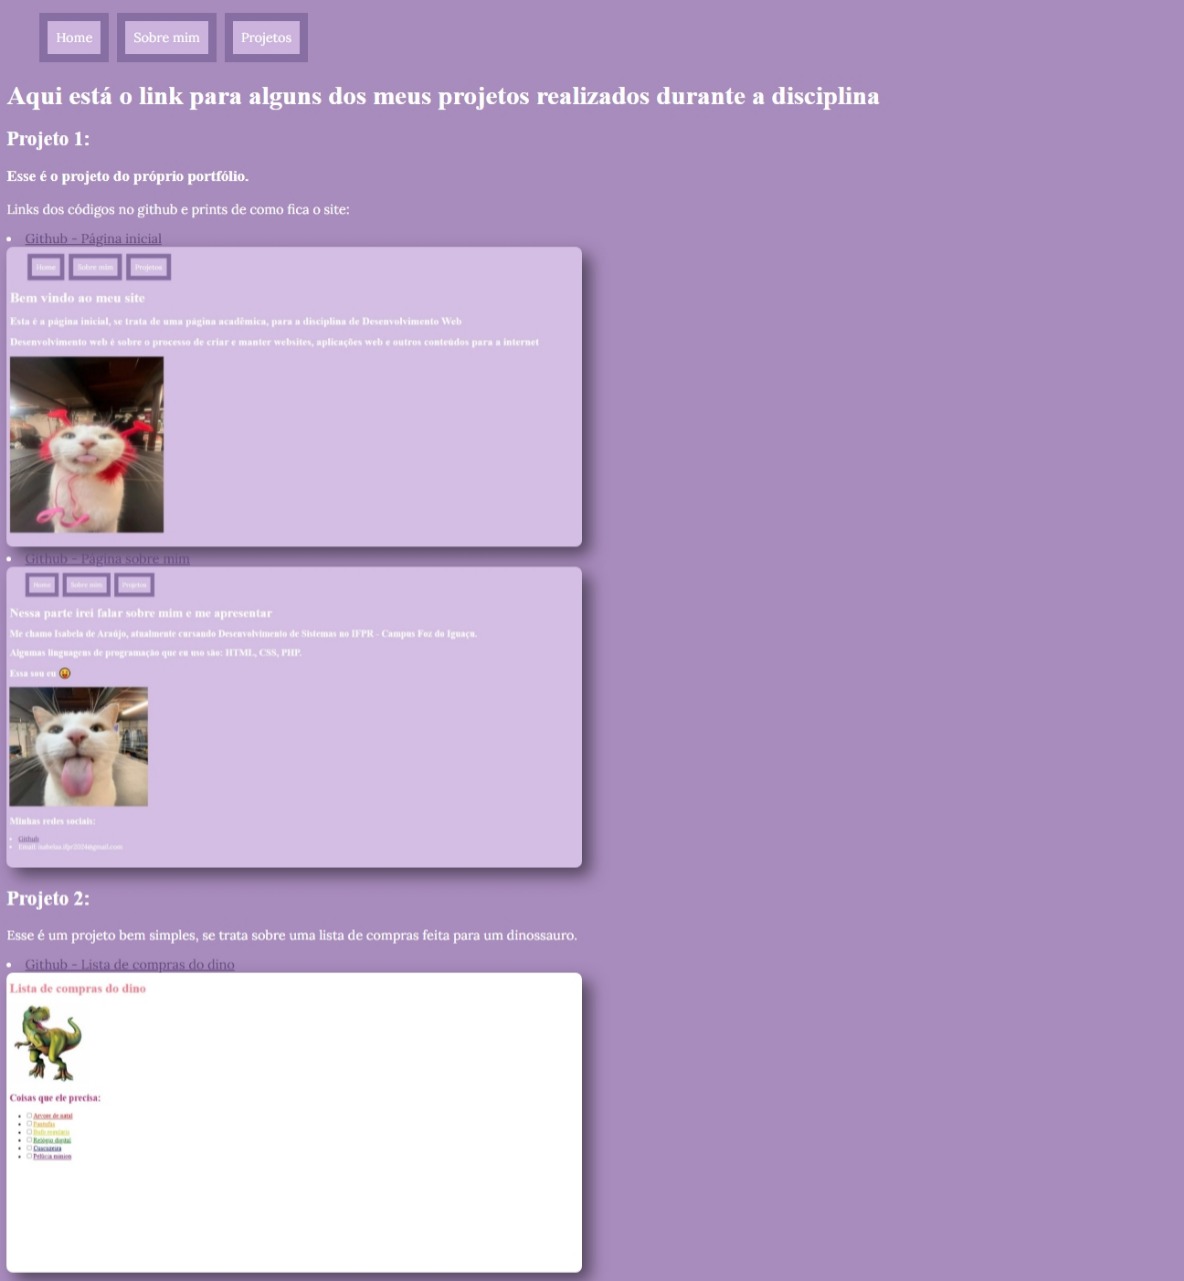 Home Sobre mim Projetos
Aqui está o link para alguns dos meus projetos realizados durante a disciplina
Projeto 1:
Esse é o projeto do próprio portfólio.
Links dos códigos no github e prints de como fica o site:
Github - Página inicial
Home Sobre mim Projetos
Bem vindo ao meu site
Esta é a página inicial, se trata de uma página acadêmica, para a disciplina de Desenvolvimento Web
Desenvolvimento web é sobre o processo de criar e manter websites, aplicações web e outros conteúdos para a internet
Github - Página sobre mim
Home Sobre mim Projetos
Nessa parte irei falar sobre mim e me apresentar
Me chamo Isabela de Araújo, atualmente cursando Desenvolvimento de Sistemas no IFPR - Campus Foz do Iguaçu.
Algumas linguagens de programação que eu uso são: HTML, CSS, PHP.
Essa sou eu
Minhas redes sociais:
Github
Email:
Projeto 2:
Esse é um projeto bem simples, se trata sobre uma lista de compras feita para um dinossauro.
Github - Lista de compras do dino
Lista de compras do dino
Coisas que ele precisa:
Arvore de natal
Pantufas
Relógio digital